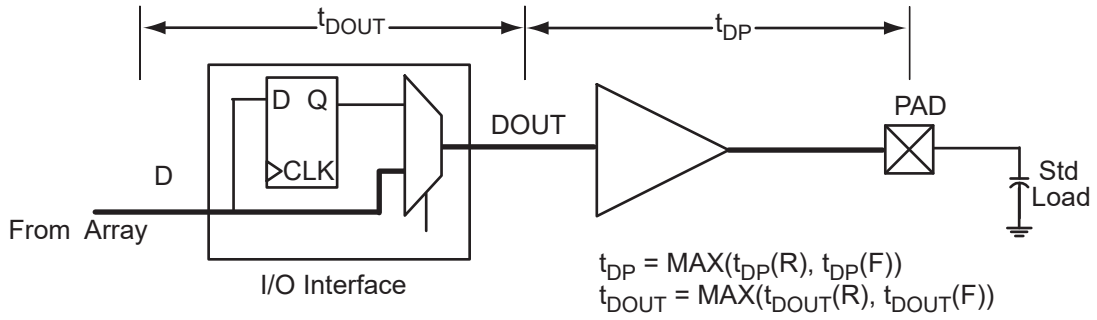 tDOUT
tDP
D Q
CLK
D
From Array
I/O Interface
DOUT
PAD
Std
Load
tDP = MAX(tDP(R), tDP(F))
tDOUT = MAX(tDOUT(R), tDOUT(F))